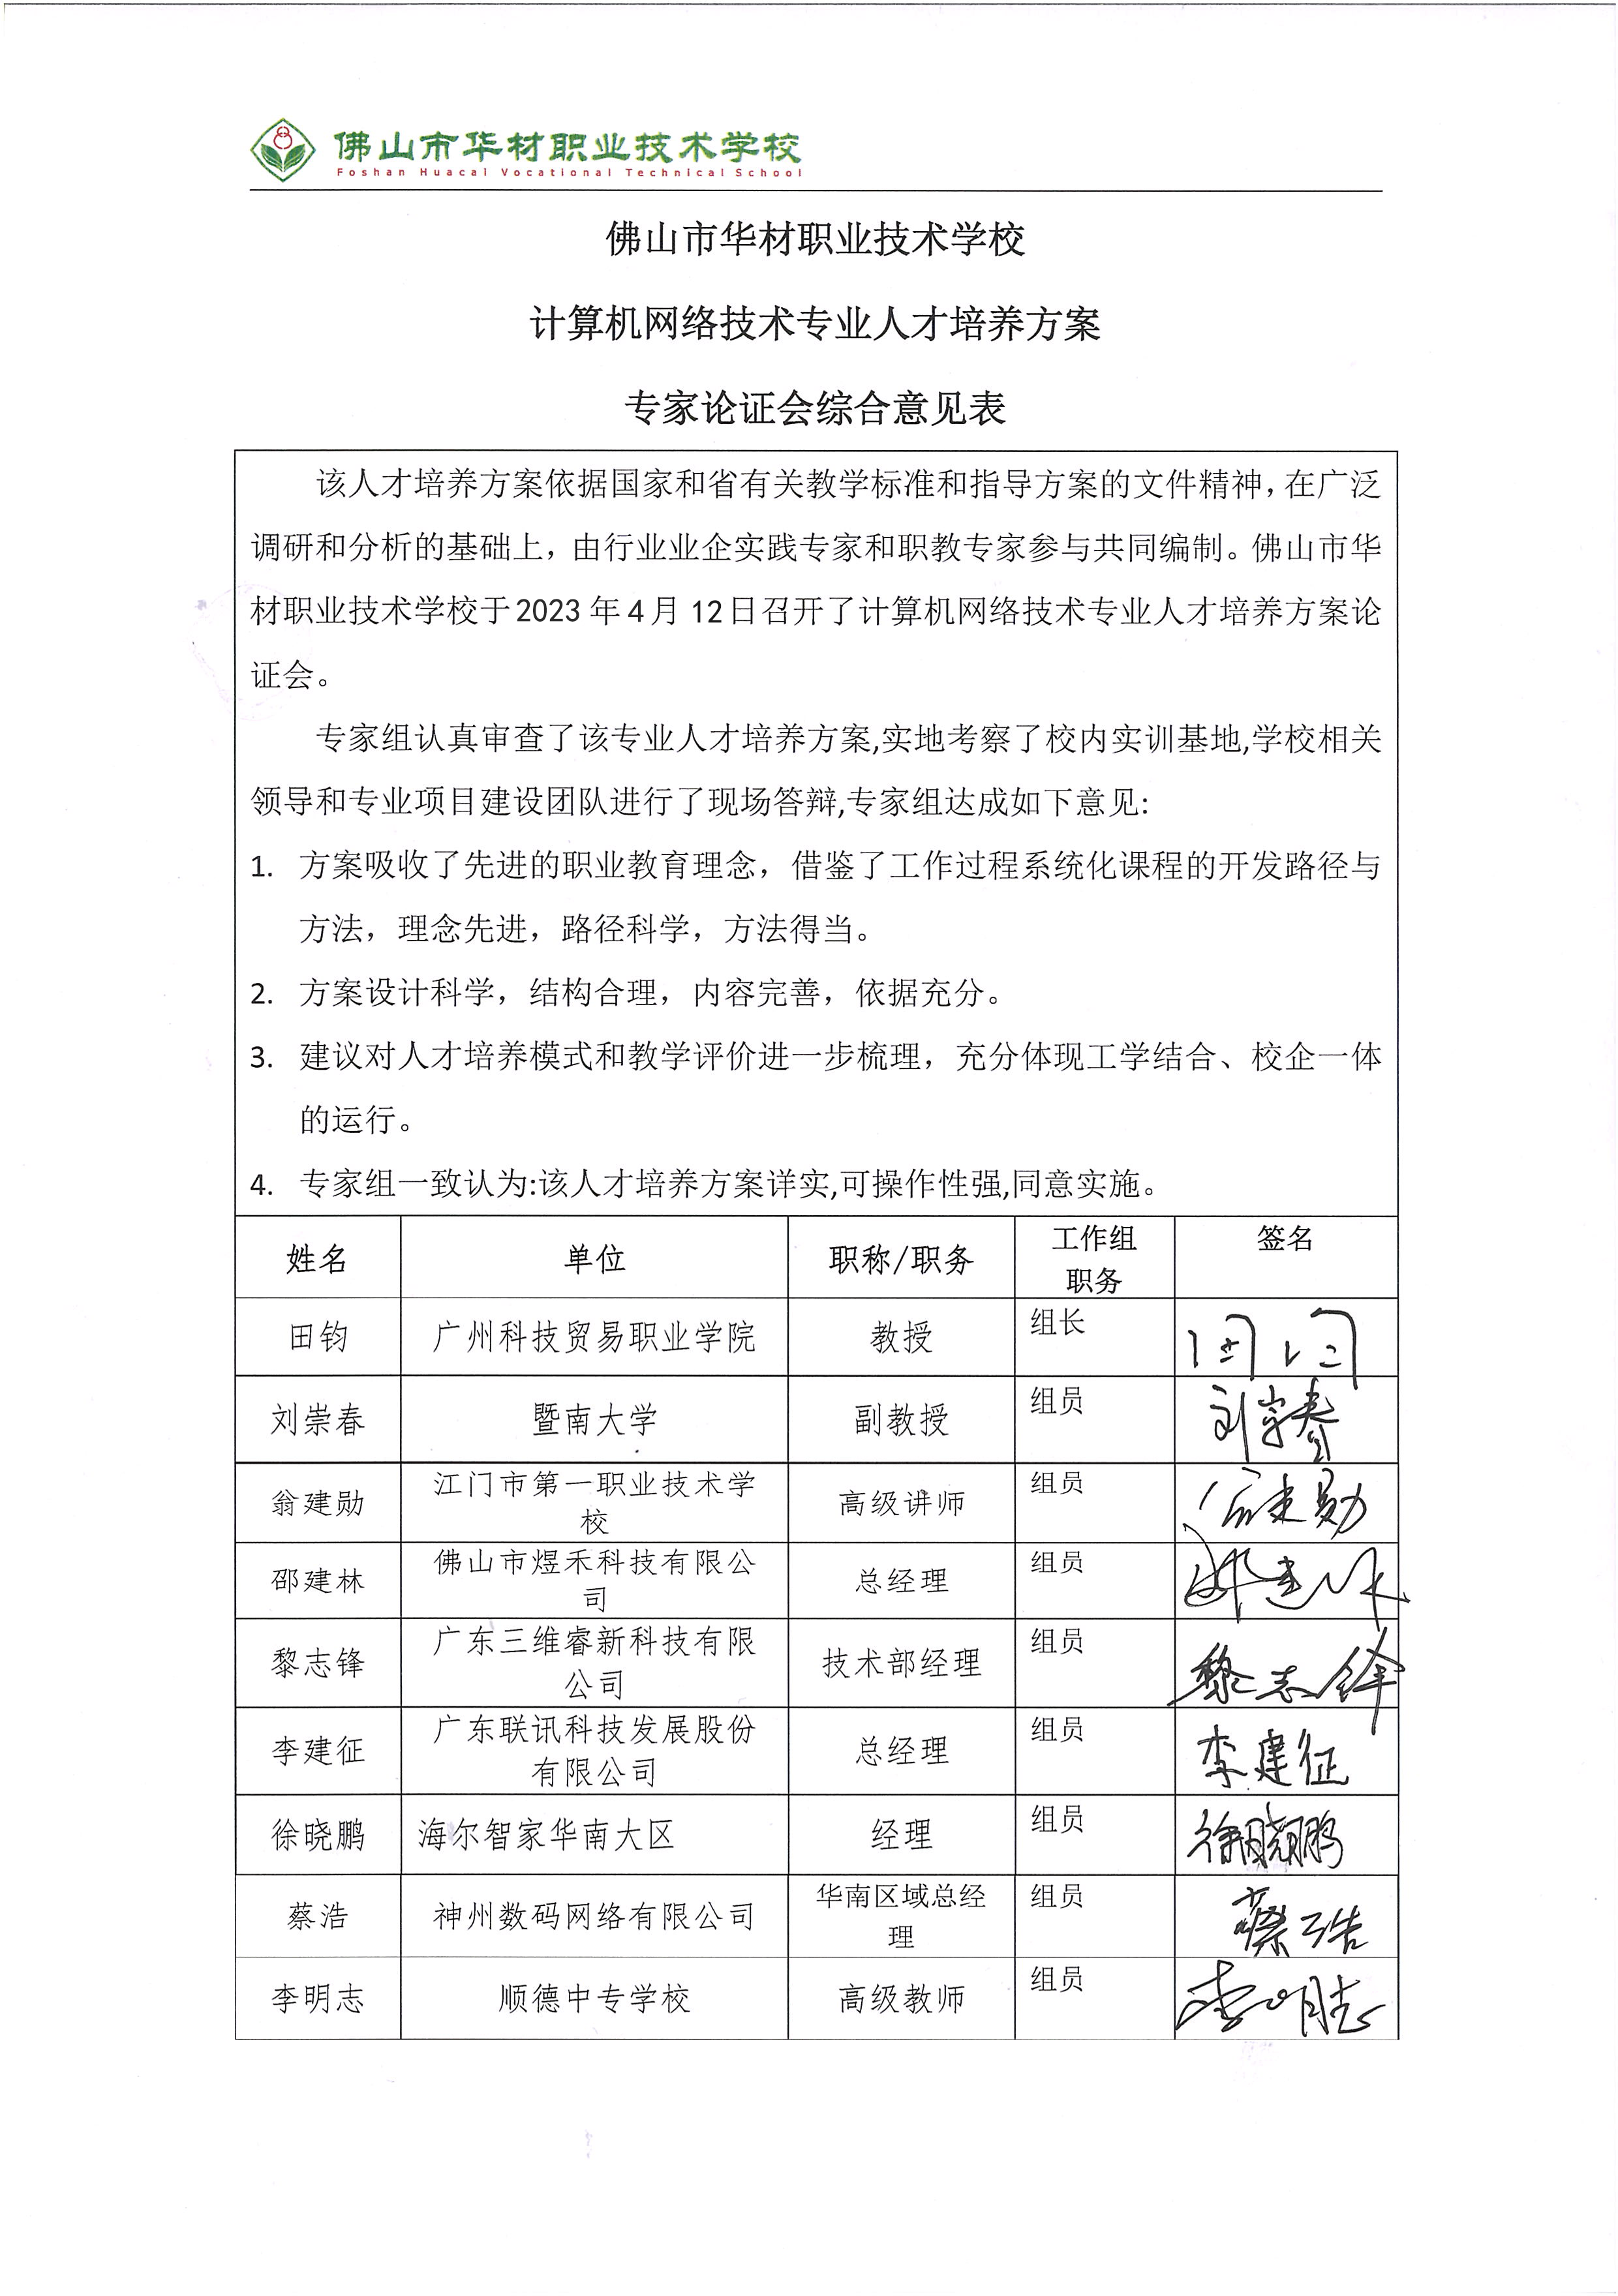 佛山市华材职业技术学校
Foshan Huacai Vocational Technical School
佛山市华材职业技术学校
计算机网络技术专业人才培养方案
专家论证会综合意见表
该人才培养方案依据国家和省有关教学标准和指导方案的文件精神，在广泛
调研和分析的基础上，由行业业企实践专家和职教专家参与共同编制。佛山市华
材职业技术学校于2023年4月12日召开了计算机网络技术专业人才培养方案论
证会。
专家组认真审查了该专业人才培养方案,实地考察了校内实训基地,学校相关
领导和专业项目建设团队进行了现场答辩,专家组达成如下意见:
1. 方案吸收了先进的职业教育理念，借鉴了工作过程系统化课程的开发路径与
方法，理念先进，路径科学，方法得当。
2. 方案设计科学，结构合理，内容完善，依据充分。
3. 建议对人才培养模式和教学评价进一步梳理，充分体现工学结合、校企一体
的运行。
4. 专家组一致认为:该人才培养方案详实,可操作性强,同意实施。
姓名 单位 职称/职务 工作组 签名
职务
田钧 广州科技贸易职业学院 教授 组长 田钧
刘崇春 暨南大学 副教授 组员 刘崇春
翁建勋 江门市第一职业技术学 高级讲师 组员 翁建勋
校
邵建林 佛山市煜禾科技有限公 总经理 组员 邵建林
司
黎志锋 广东三维睿新科技有限 技术部经理 组员 黎志锋
公司
李建征 广东联讯科技发展股份 总经理 组员 李建征
有限公司
徐晓鹏 海尔智家华南大区 经理 组员 徐晓鹏
蔡浩 神州数码网络有限公司 华南区域总经 组员 蔡浩
理
李明志 顺德中专学校 高级教师 组员 李明志